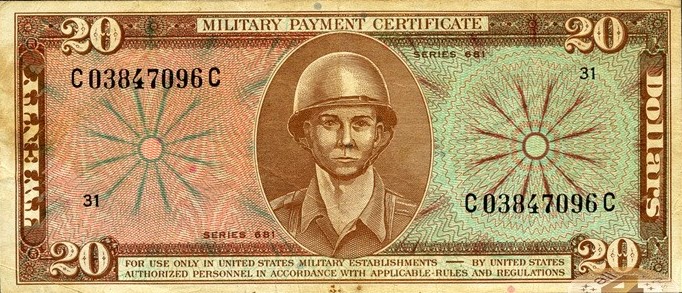 20 MILITARY PAYMENT CERTIFICATE 20
SERIES 681
C03847096C
31
TWENTY
DOLLARS
31
C03847096C
SERIES 681
20 FOR USE ONLY IN UNITED STATES MILITARY ESTABLISHMENTS — BY UNITED STATES
AUTHORIZED PERSONNEL IN ACCORDANCE WITH APPLICABLE RULES AND REGULATIONS